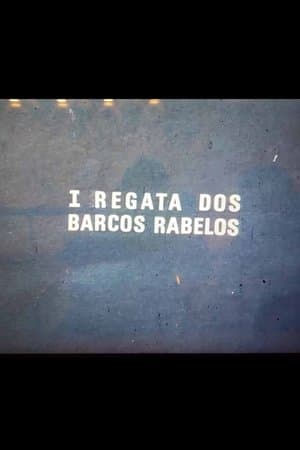 I REGATA DOS
BARCOS RABELOS